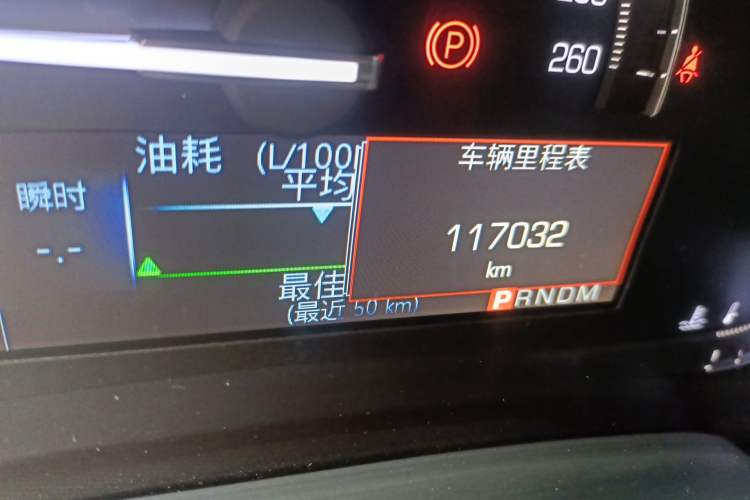 P
260
油耗 (L/100
平均
瞬时
-.-
最佳
(最近 50 km)
车辆里程表
117032
km
PRNDM